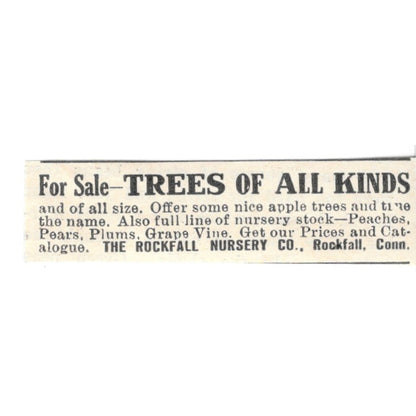 For Sale—TREES OF ALL KINDS
and of all size. Offer some nice apple trees and true
the name. Also full line of nursery stock—Peaches,
Pears, Plums, Grape Vine. Get our Prices and Cat-
alogue. THE ROCKFALL NURSERY CO., Rockfall, Conn.